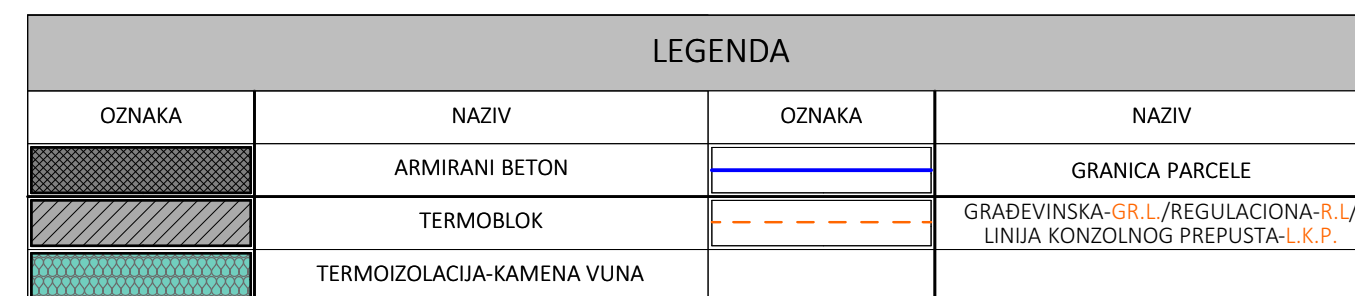 LEGENDA
OZNAKA NAZIV OZNAKA NAZIV
ARMIRANI BETON GRANICA PARCELE
TERMOBLOK GRAĐEVINSKA-GR.L./REGULACIONA-R.L/
LINIJA KONZOLNOG PREPUSTA-L.K.P.
TERMOIZOLACIJA-KAMENA VUNA